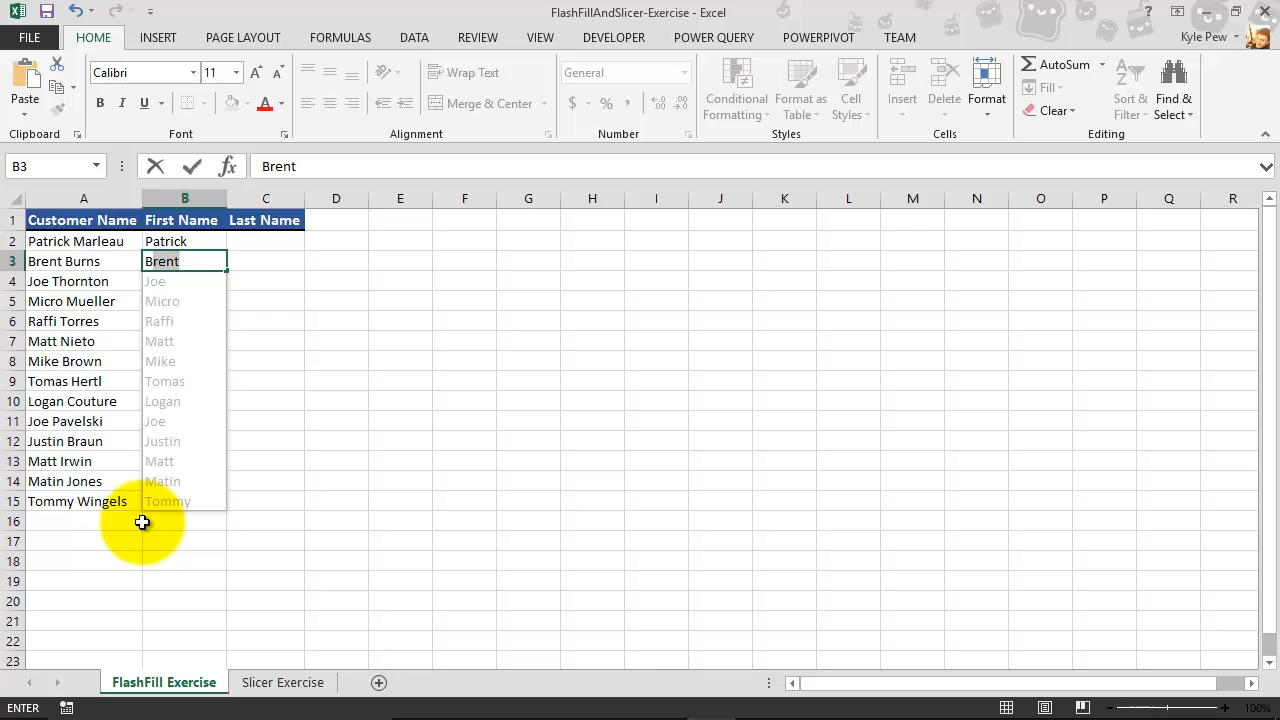 FlashFillAndSlicer-Exercise - Excel
?
FILE HOME INSERT PAGE LAYOUT FORMULAS DATA REVIEW VIEW DEVELOPER POWER QUERY POWERPIVOT TEAM Kyle Pew
Calibri 11 A A Wrap Text General AutoSum
Paste B I U A Merge & Center $ % , Conditional Formatting Format as Table Cell Styles Insert Delete Format Fill Clear Sort & Filter Find & Select
Clipboard Font Alignment Number Styles Cells Editing
B3 fx Brent
A B C D E F G H I J K L M N O P Q R
1 Customer Name First Name Last Name
2 Patrick Marleau Patrick
3 Brent Burns Brent
4 Joe Thornton Joe
5 Micro Mueller Micro
6 Raffi Torres Raffi
7 Matt Nieto Matt
8 Mike Brown Mike
9 Tomas Hertl Tomas
10 Logan Couture Logan
11 Joe Pavelski Joe
12 Justin Braun Justin
13 Matt Irwin Matt
14 Matin Jones Matin
15 Tommy Wingels Tommy
16
17
18
19
20
21
22
23
FlashFill Exercise Slicer Exercise
ENTER 100%